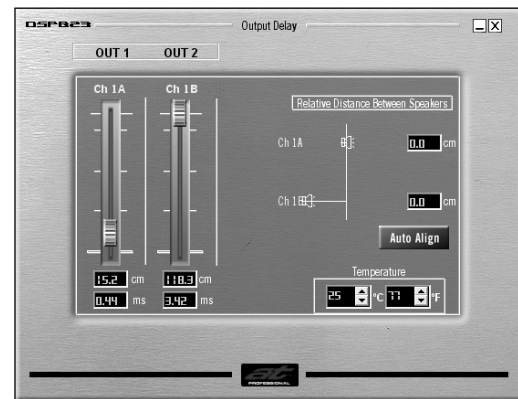 DSP823
Output Delay
OUT 1 OUT 2
Ch 1A Ch 1B
Relative Distance Between Speakers
Ch 1A 0.0 cm
Ch 1B 0.0 cm
Auto Align
15.2 cm 118.3 cm
0.44 ms 3.42 ms
Temperature
25 °C 77 °F
at
PROFESSIONAL